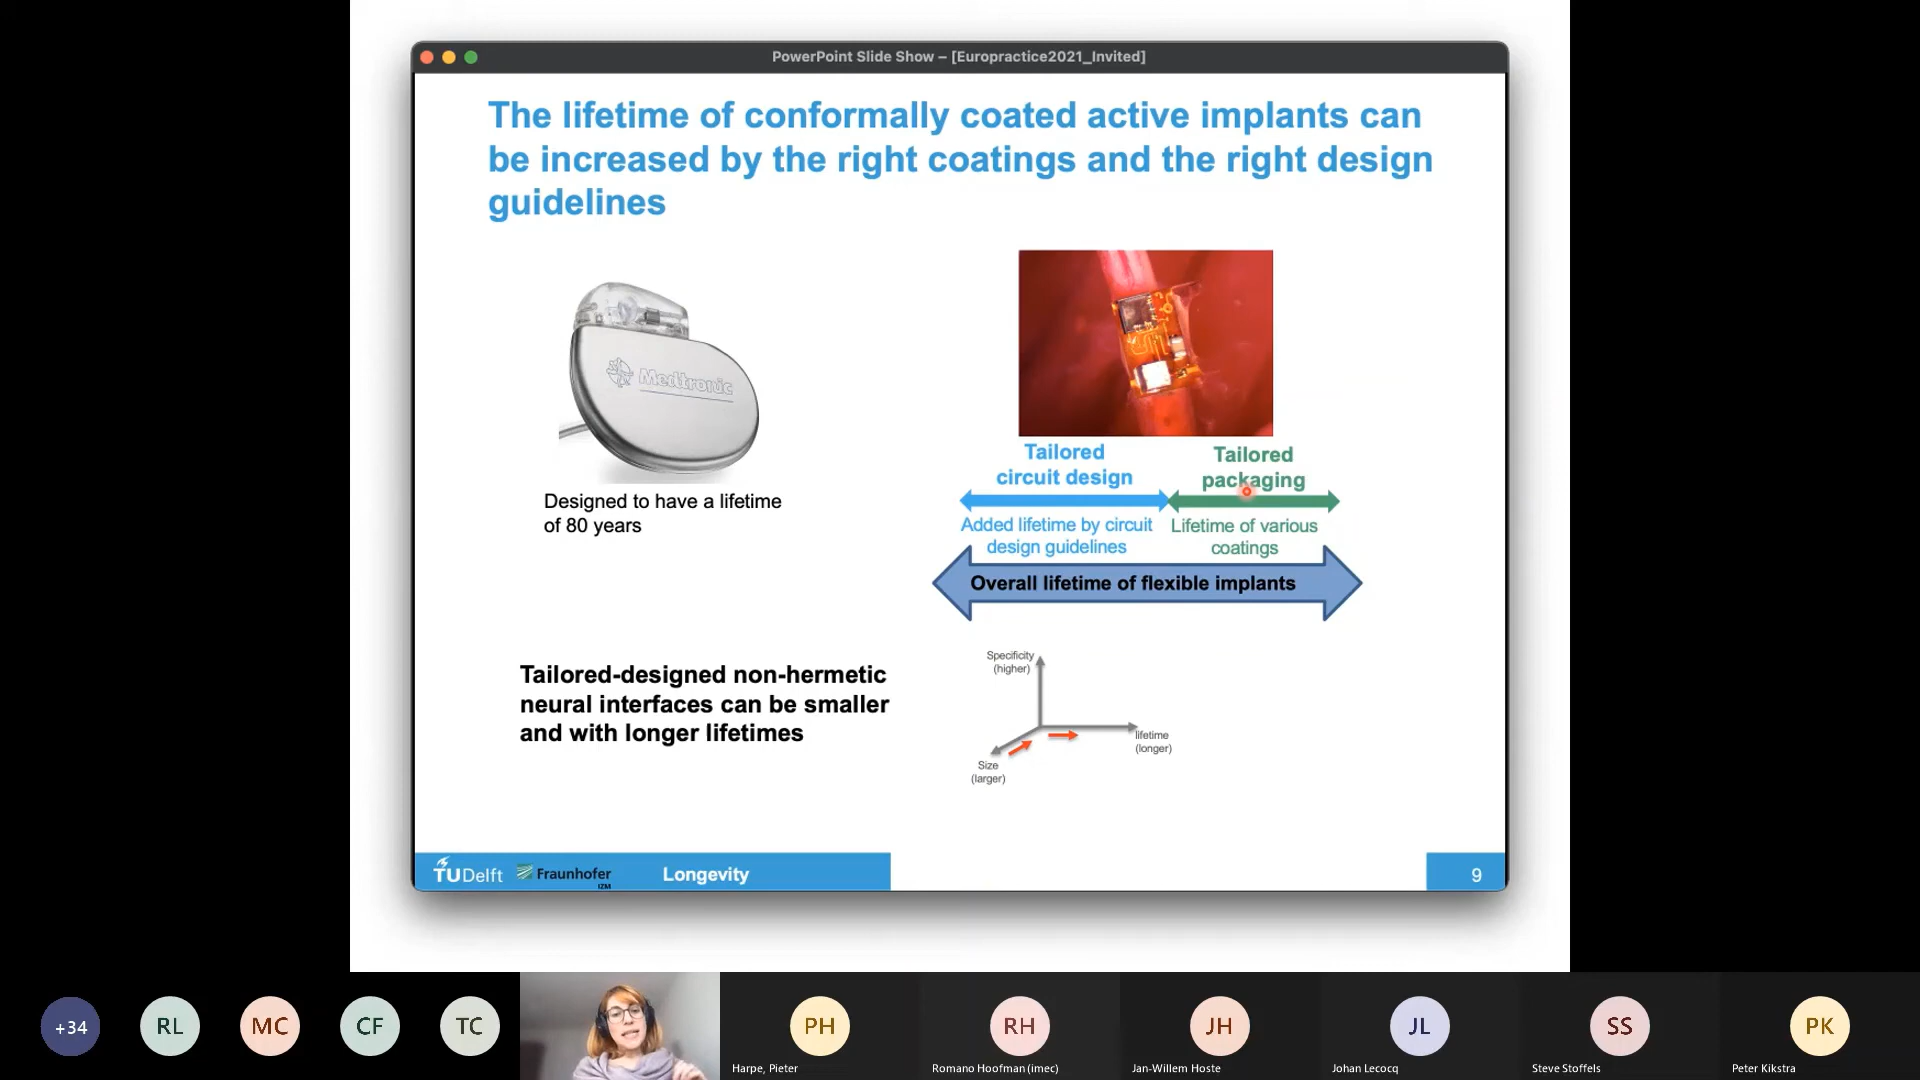 PowerPoint Slide Show – [Europractice2021_Invited]
The lifetime of conformally coated active implants can
be increased by the right coatings and the right design
guidelines
Medtronic
Designed to have a lifetime
of 80 years
Tailored
circuit design
Tailored
packaging
Added lifetime by circuit
design guidelines
Lifetime of various
coatings
Overall lifetime of flexible implants
Tailored-designed non-hermetic
neural interfaces can be smaller
and with longer lifetimes
Specificity
(higher)
lifetime
(longer)
Size
(larger)
TUDelft
Fraunhofer
IZM
Longevity
9
+34
RL
MC
CF
TC
PH
Harpe, Pieter
RH
Romano Hoofman (imec)
JH
Jan-Willem Hoste
JL
Johan Lecocq
SS
Steve Stoffels
PK
Peter Kikstra